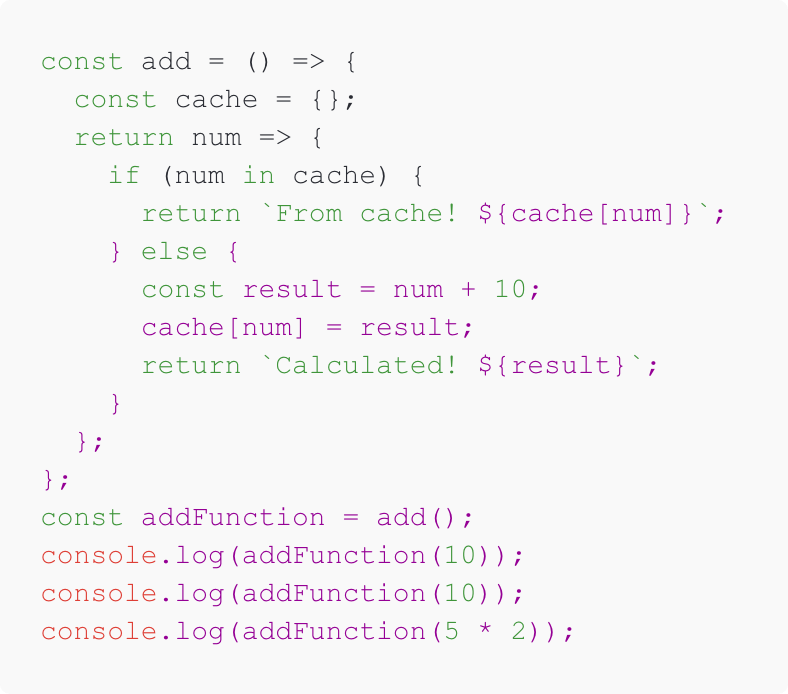 const add = () => {
  const cache = {};
  return num => {
    if (num in cache) {
      return `From cache! ${cache[num]}`;
    } else {
      const result = num + 10;
      cache[num] = result;
      return `Calculated! ${result}`;
    }
  };
};
const addFunction = add();
console.log(addFunction(10));
console.log(addFunction(10));
console.log(addFunction(5 * 2));